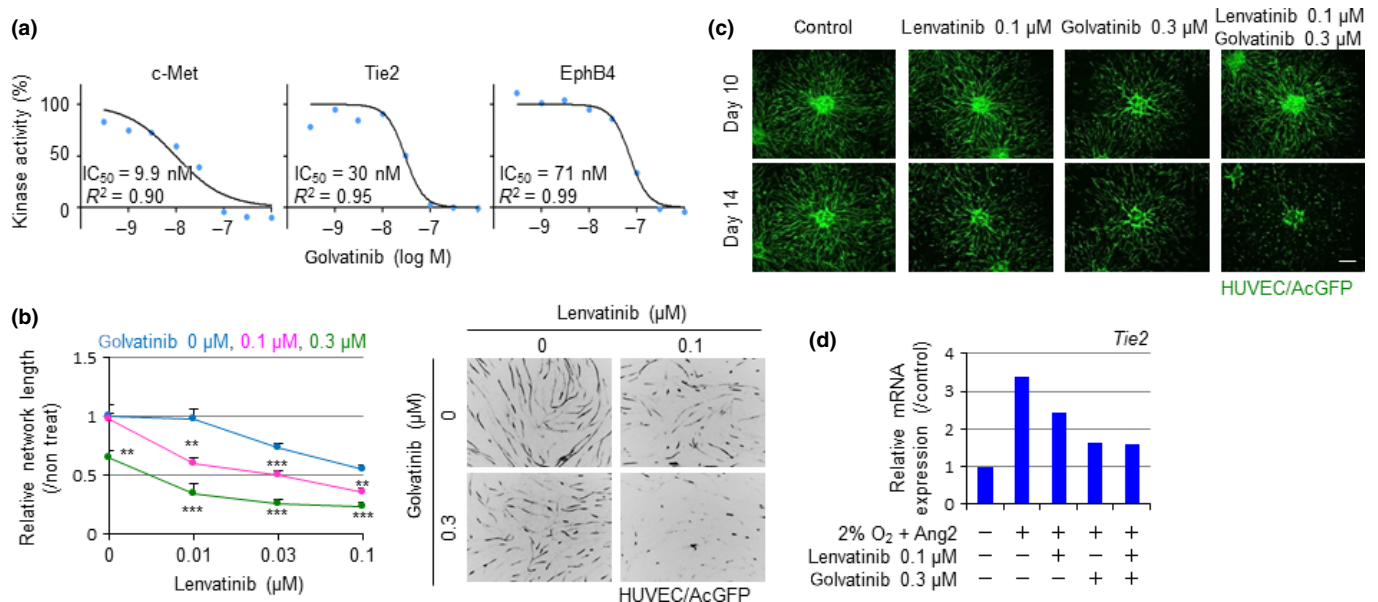 (a)
c-Met
Tie2
EphB4
Kinase activity (%)
100
50
0
IC50 = 9.9 nM
R2 = 0.90
IC50 = 30 nM
R2 = 0.95
IC50 = 71 nM
R2 = 0.99
–9 –8 –7
–9 –8 –7
–9 –8 –7
Golvatinib (log M)
(b)
Golvatinib 0 µM, 0.1 µM, 0.3 µM
Relative network length
(/non treat)
1.5
1
0.5
0
**
**
***
**
***
***
***
0 0.01 0.03 0.1
Lenvatinib (µM)
Lenvatinib (µM)
0 0.1
Golvatinib (µM)
0
0.3
HUVEC/AcGFP
(c)
Control
Lenvatinib 0.1 µM
Golvatinib 0.3 µM
Lenvatinib 0.1 µM
Golvatinib 0.3 µM
Day 10
Day 14
HUVEC/AcGFP
(d)
Tie2
Relative mRNA
expression (/control)
4
3
2
1
0
2% O2 + Ang2 – + + + +
Lenvatinib 0.1 µM – – + – +
Golvatinib 0.3 µM – – – + +